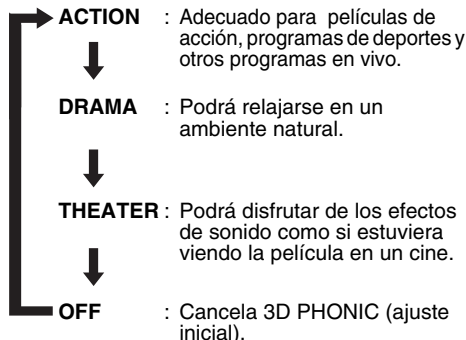 ACTION : Adecuado para películas de
acción, programas de deportes y
otros programas en vivo.
DRAMA : Podrá relajarse en un
ambiente natural.
THEATER : Podrá disfrutar de los efectos
de sonido como si estuviera
viendo la película en un cine.
OFF : Cancela 3D PHONIC (ajuste
inicial).